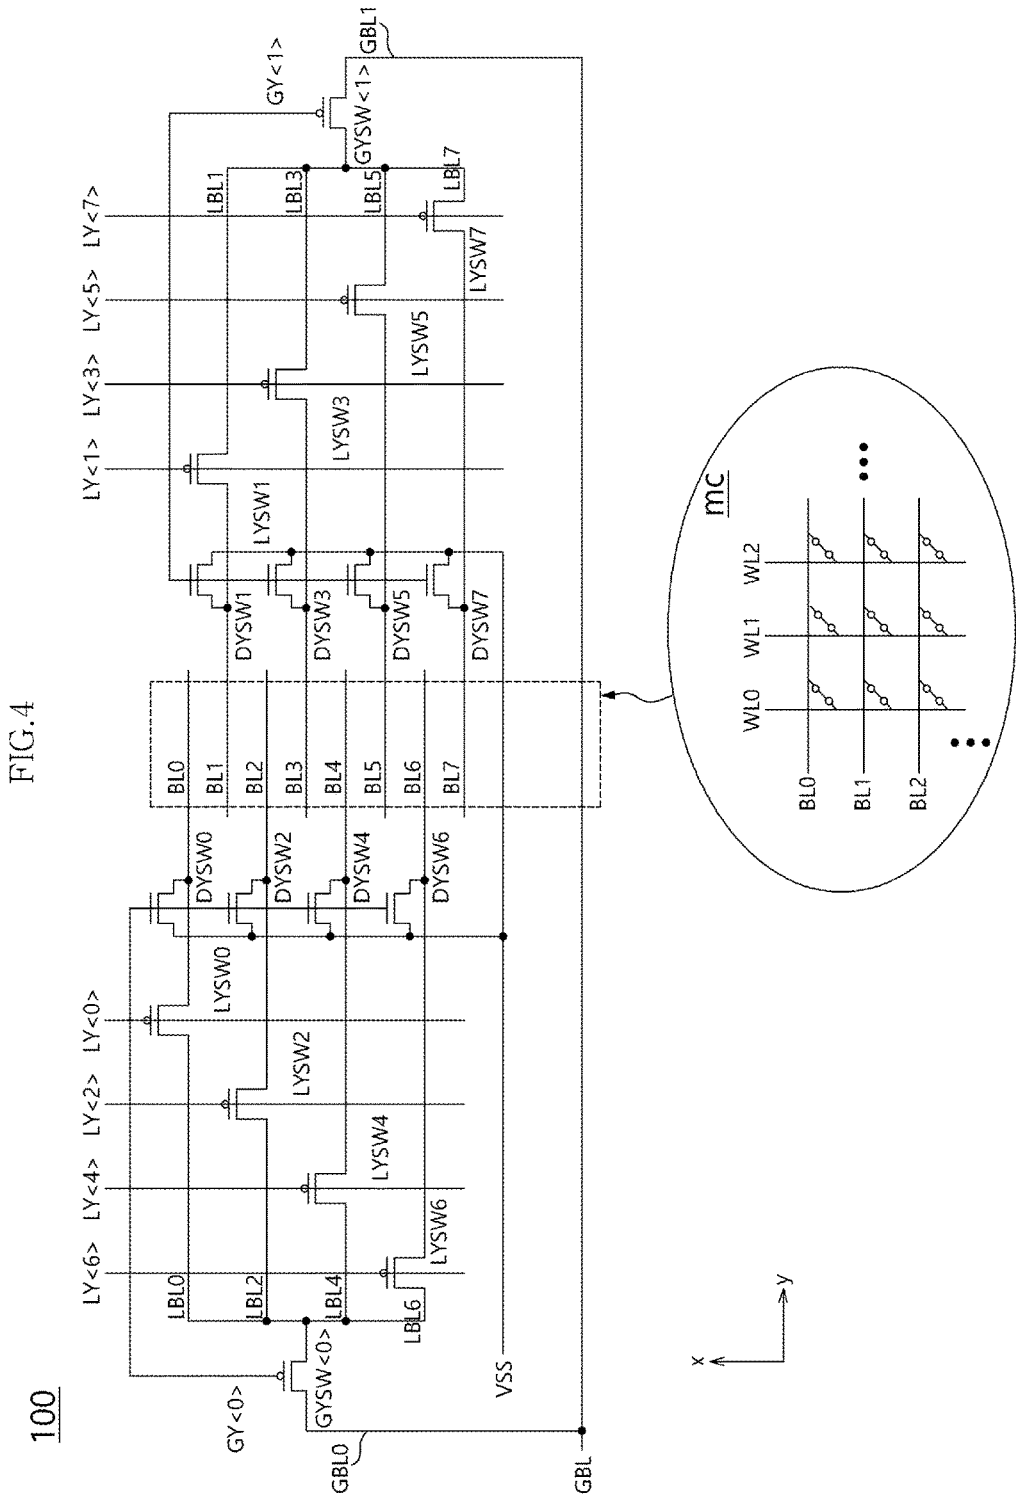 FIG.4
100
LY<6>
LY<4>
LY<2>
LY<0>
LY<1>
LY<3>
LY<5>
LY<7>
GY<0>
GY<1>
GYSW<0>
GYSW<1>
GBL0
GBL1
LBL0
LBL2
LBL4
LBL6
LYSW6
LYSW4
LYSW2
LYSW0
DYSW0
DYSW2
DYSW4
DYSW6
BL0
BL1
BL2
BL3
BL4
BL5
BL6
BL7
DYSW1
DYSW3
DYSW5
DYSW7
LYSW1
LYSW3
LYSW5
LYSW7
LBL1
LBL3
LBL5
LBL7
VSS
GBL
x
y
mc
WL0
WL1
WL2
BL0
BL1
BL2